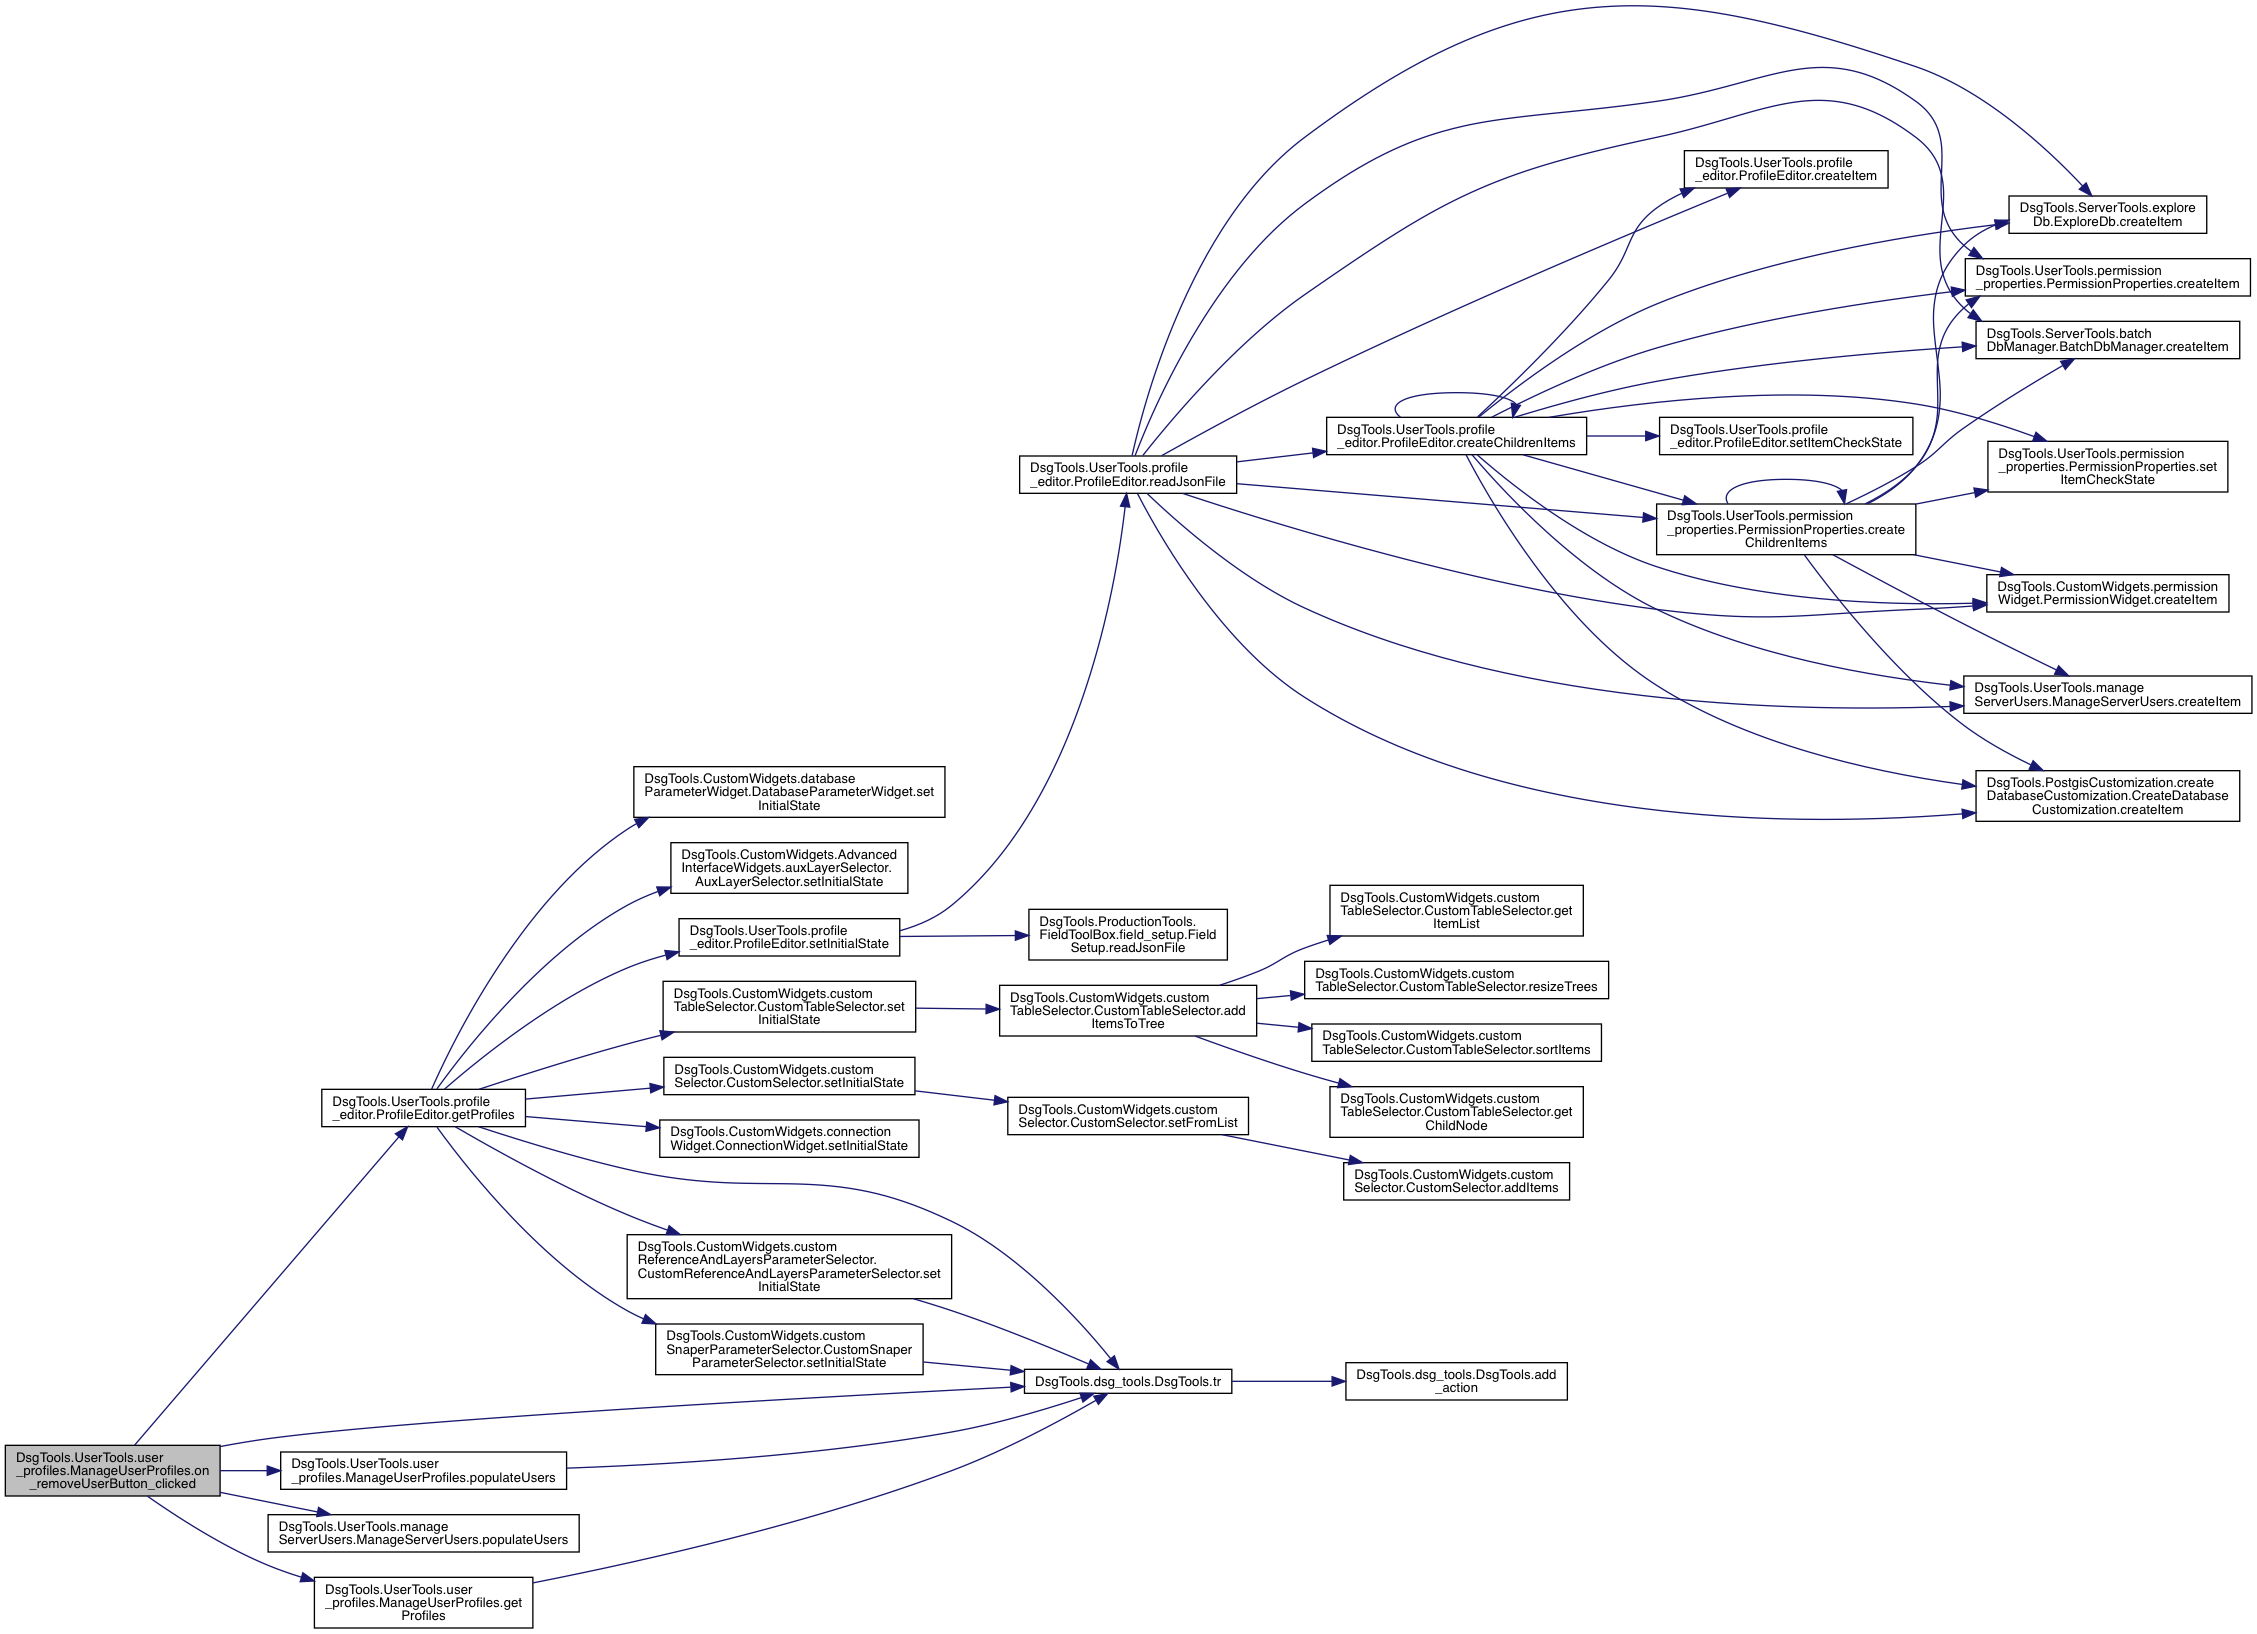 DsgTools.UserTools.user
_profiles.ManageUserProfiles.on
_removeUserButton_clicked
DsgTools.UserTools.profile
_editor.ProfileEditor.getProfiles
DsgTools.UserTools.user
_profiles.ManageUserProfiles.populateUsers
DsgTools.UserTools.manage
ServerUsers.ManageServerUsers.populateUsers
DsgTools.UserTools.user
_profiles.ManageUserProfiles.get
Profiles
DsgTools.CustomWidgets.database
ParameterWidget.DatabaseParameterWidget.set
InitialState
DsgTools.CustomWidgets.Advanced
InterfaceWidgets.auxLayerSelector.
AuxLayerSelector.setInitialState
DsgTools.UserTools.profile
_editor.ProfileEditor.setInitialState
DsgTools.CustomWidgets.custom
TableSelector.CustomTableSelector.set
InitialState
DsgTools.CustomWidgets.custom
Selector.CustomSelector.setInitialState
DsgTools.CustomWidgets.connection
Widget.ConnectionWidget.setInitialState
DsgTools.CustomWidgets.custom
ReferenceAndLayersParameterSelector.
CustomReferenceAndLayersParameterSelector.set
InitialState
DsgTools.CustomWidgets.custom
SnaperParameterSelector.CustomSnaper
ParameterSelector.setInitialState
DsgTools.UserTools.profile
_editor.ProfileEditor.readJsonFile
DsgTools.ProductionTools.
FieldToolBox.field_setup.Field
Setup.readJsonFile
DsgTools.CustomWidgets.custom
TableSelector.CustomTableSelector.add
ItemsToTree
DsgTools.CustomWidgets.custom
Selector.CustomSelector.setFromList
DsgTools.dsg_tools.DsgTools.tr
DsgTools.UserTools.profile
_editor.ProfileEditor.createChildrenItems
DsgTools.CustomWidgets.custom
TableSelector.CustomTableSelector.get
ItemList
DsgTools.CustomWidgets.custom
TableSelector.CustomTableSelector.resizeTrees
DsgTools.CustomWidgets.custom
TableSelector.CustomTableSelector.sortItems
DsgTools.CustomWidgets.custom
TableSelector.CustomTableSelector.get
ChildNode
DsgTools.CustomWidgets.custom
Selector.CustomSelector.addItems
DsgTools.dsg_tools.DsgTools.add
_action
DsgTools.UserTools.profile
_editor.ProfileEditor.createItem
DsgTools.UserTools.profile
_editor.ProfileEditor.setItemCheckState
DsgTools.UserTools.permission
_properties.PermissionProperties.create
ChildrenItems
DsgTools.ServerTools.explore
Db.ExploreDb.createItem
DsgTools.UserTools.permission
_properties.PermissionProperties.createItem
DsgTools.ServerTools.batch
DbManager.BatchDbManager.createItem
DsgTools.UserTools.permission
_properties.PermissionProperties.set
ItemCheckState
DsgTools.CustomWidgets.permission
Widget.PermissionWidget.createItem
DsgTools.UserTools.manage
ServerUsers.ManageServerUsers.createItem
DsgTools.PostgisCustomization.create
DatabaseCustomization.CreateDatabase
Customization.createItem